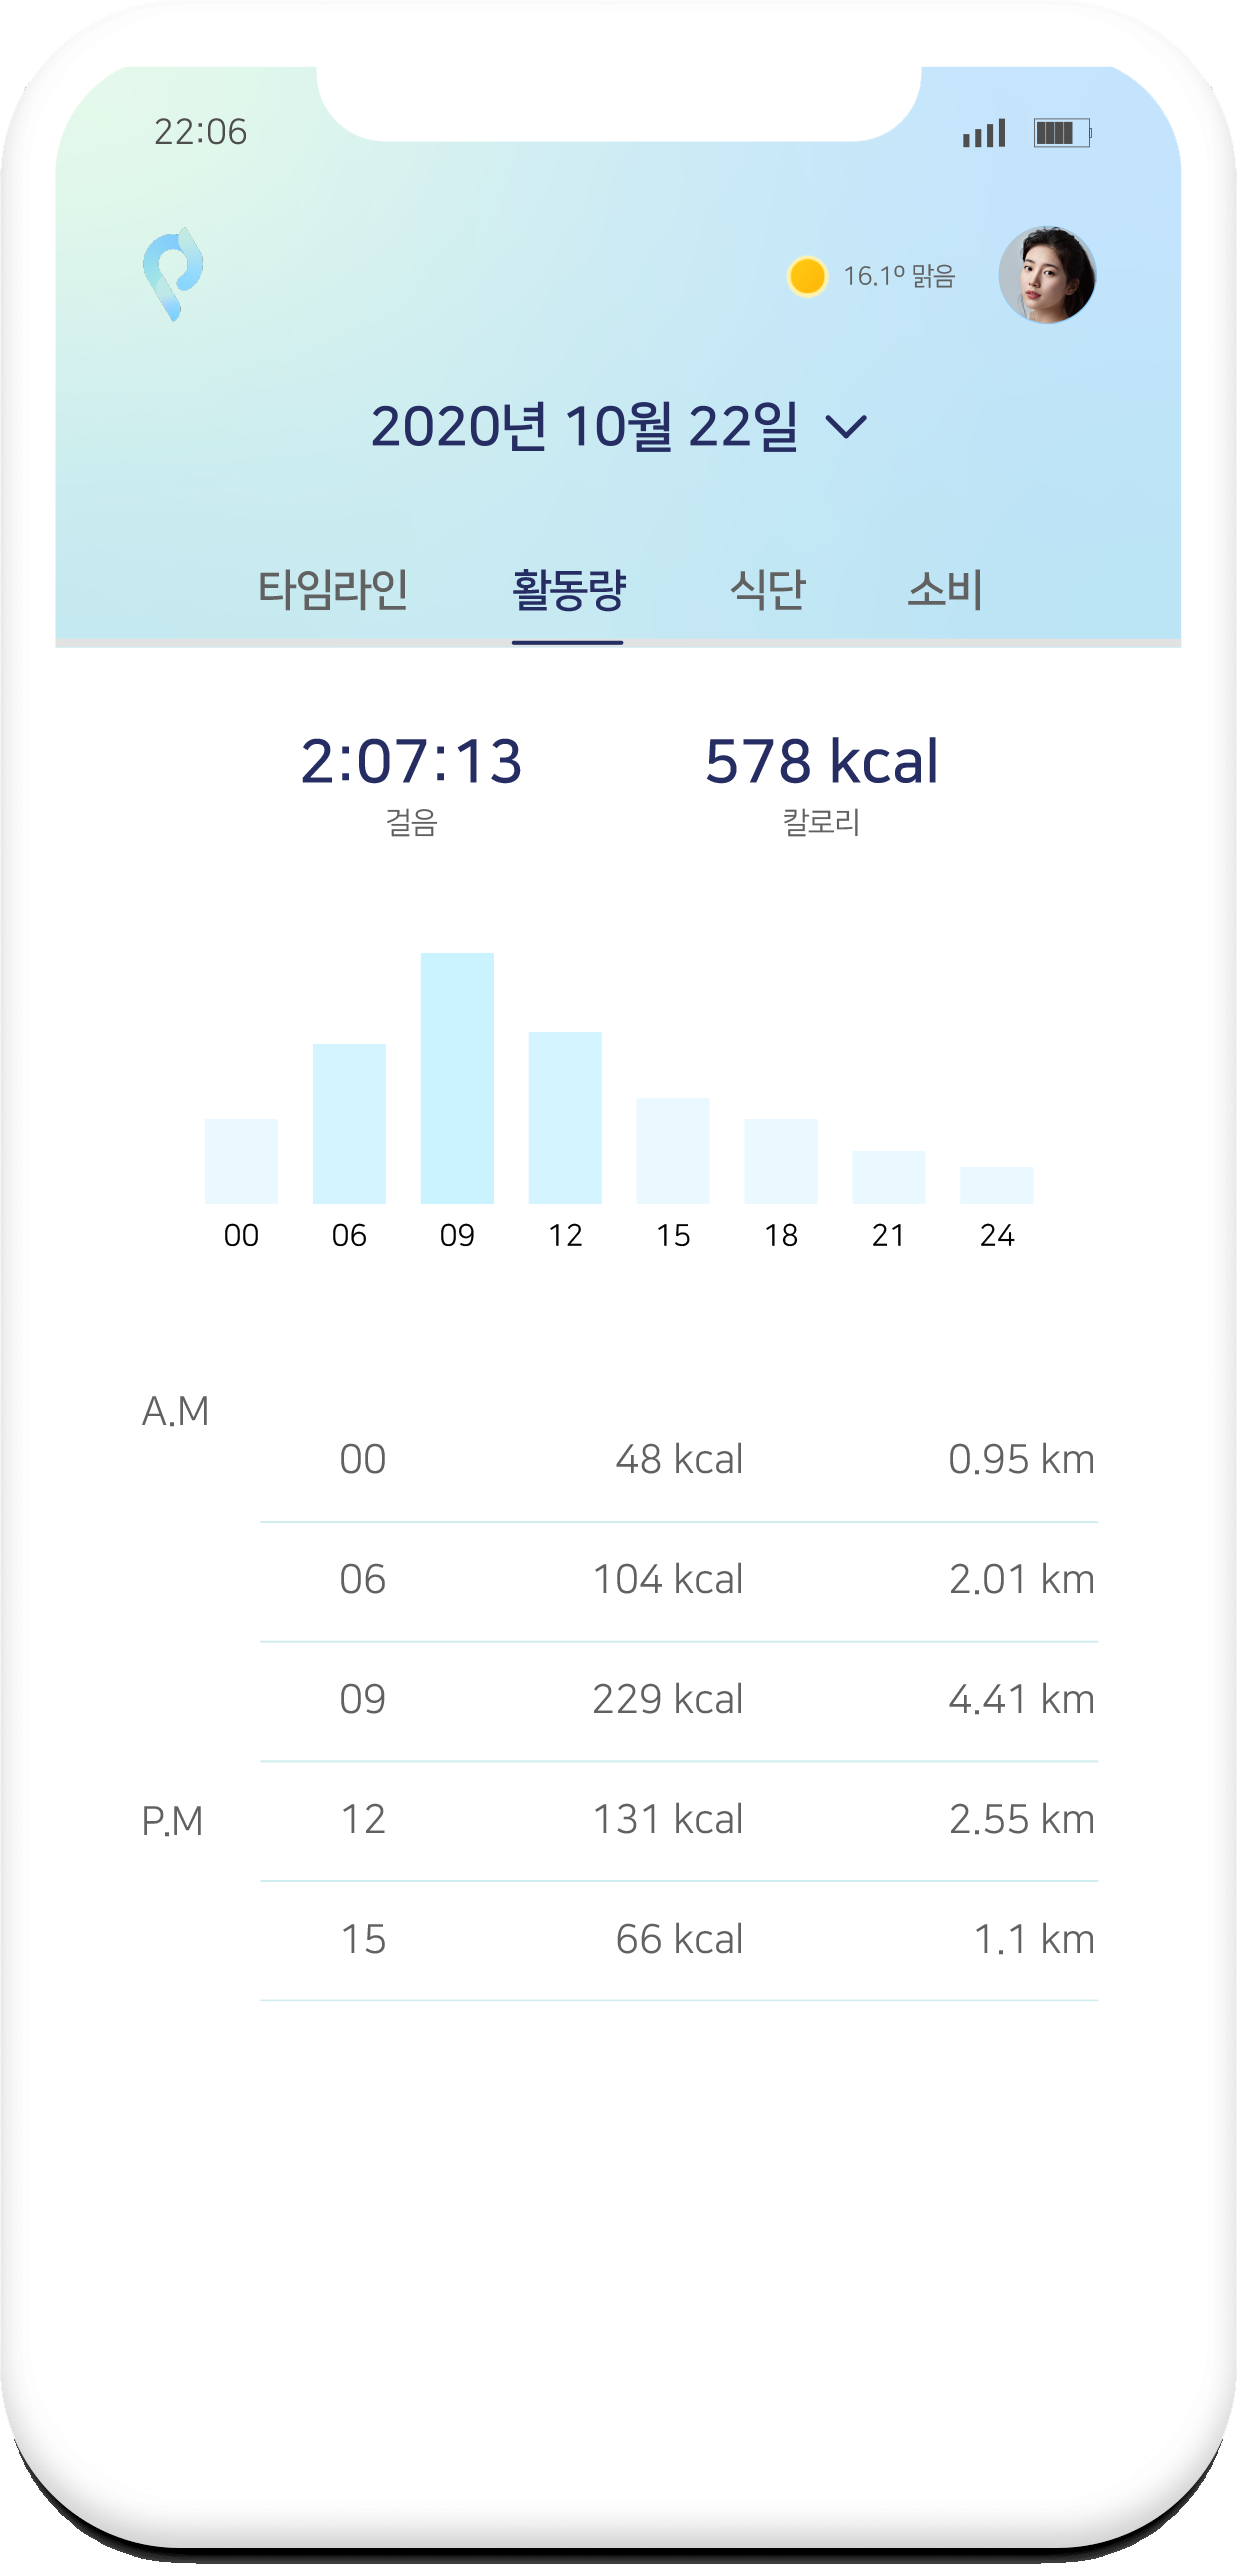 22:06
16.1º 맑음
2020년 10월 22일
타임라인 활동량 식단 소비
2:07:13 578 kcal
걸음 칼로리
00 06 09 12 15 18 21 24
A.M
00 48 kcal 0.95 km
06 104 kcal 2.01 km
09 229 kcal 4.41 km
P.M 12 131 kcal 2.55 km
15 66 kcal 1.1 km